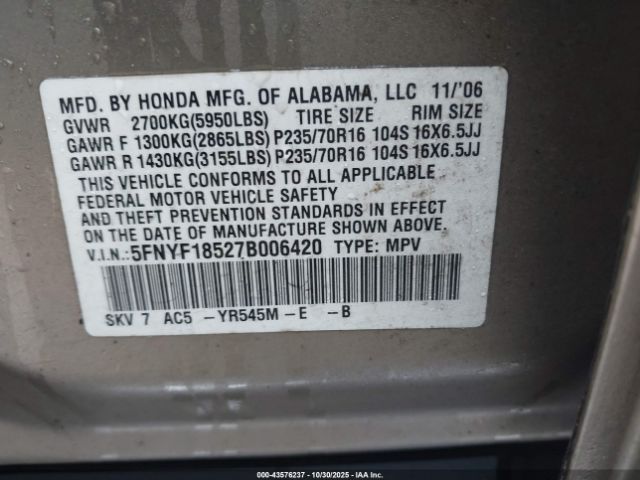 MFD. BY HONDA MFG. OF ALABAMA, LLC 11/'06
GVWR 2700KG(5950LBS) TIRE SIZE RIM SIZE
GAWR F 1300KG(2865LBS) P235/70R16 104S 16X6.5JJ
GAWR R 1430KG(3155LBS) P235/70R16 104S 16X6.5JJ
THIS VEHICLE CONFORMS TO ALL APPLICABLE
FEDERAL MOTOR VEHICLE SAFETY
AND THEFT PREVENTION STANDARDS IN EFFECT
ON THE DATE OF MANUFACTURE SHOWN ABOVE.
V.I.N.:5FNYF18527B006420 TYPE: MPV
SKV 7 AC5 -YR545M-E -B
000-43576237 - 10/30/2025 - IAA Inc.